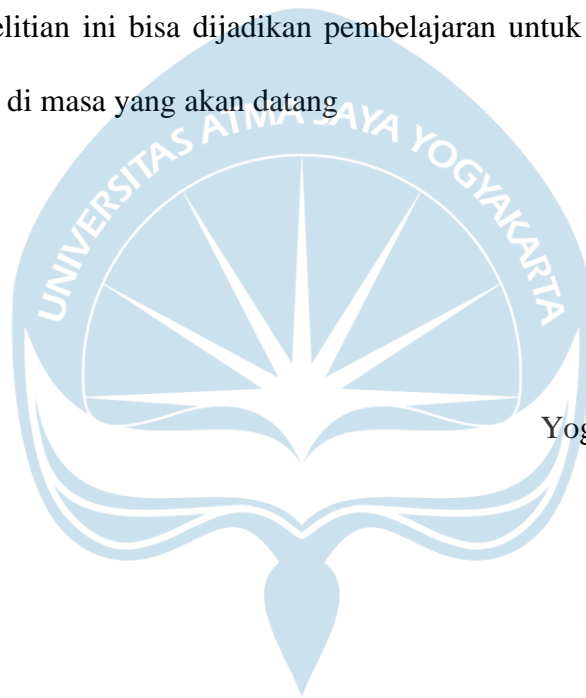 elitian ini bisa dijadikan pembelajaran untuk
di masa yang akan datang
UNIVERSITAS ATMA JAYA YOGYAKARTA
Yog